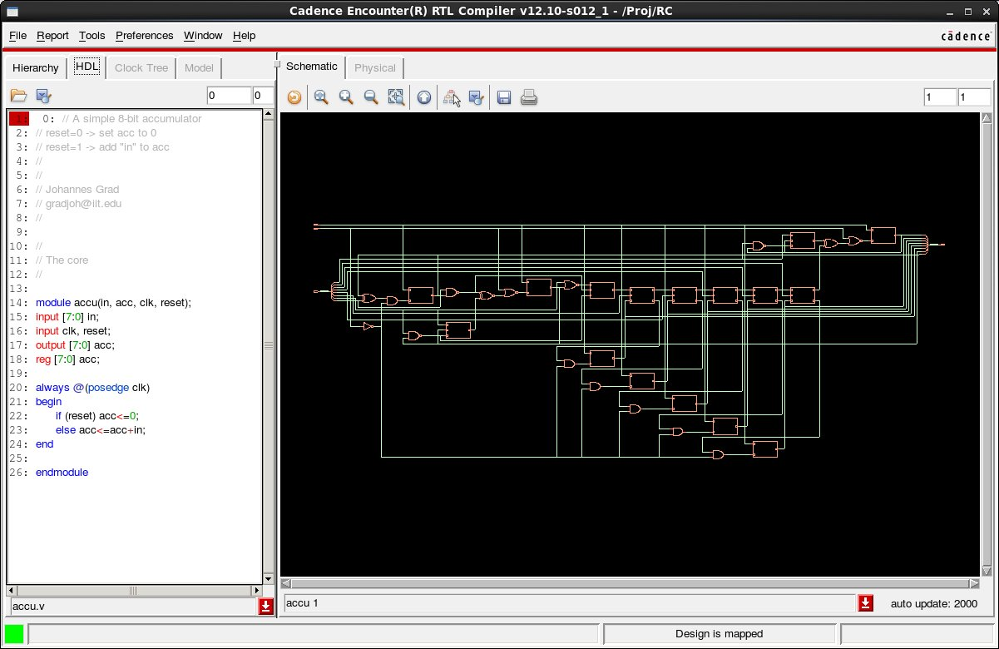 Cadence Encounter(R) RTL Compiler v12.10-s012_1 - /Proj/RC
File Report Tools Preferences Window Help
cādence
Hierarchy HDL Clock Tree Model
Schematic Physical
0 0
1 1
1: 0: // A simple 8-bit accumulator
2: // reset=0 -> set acc to 0
3: // reset=1 -> add "in" to acc
4: //
5: //
6: // Johannes Grad
7: // gradjoh@iit.edu
8: //
9:
10: //
11: // The core
12: //
13:
14: module accu(in, acc, clk, reset);
15: input [7:0] in;
16: input clk, reset;
17: output [7:0] acc;
18: reg [7:0] acc;
19:
20: always @(posedge clk)
21: begin
22: if (reset) acc<=0;
23: else acc<=acc+in;
24: end
25:
26: endmodule
accu.v
accu 1
auto update: 2000
Design is mapped